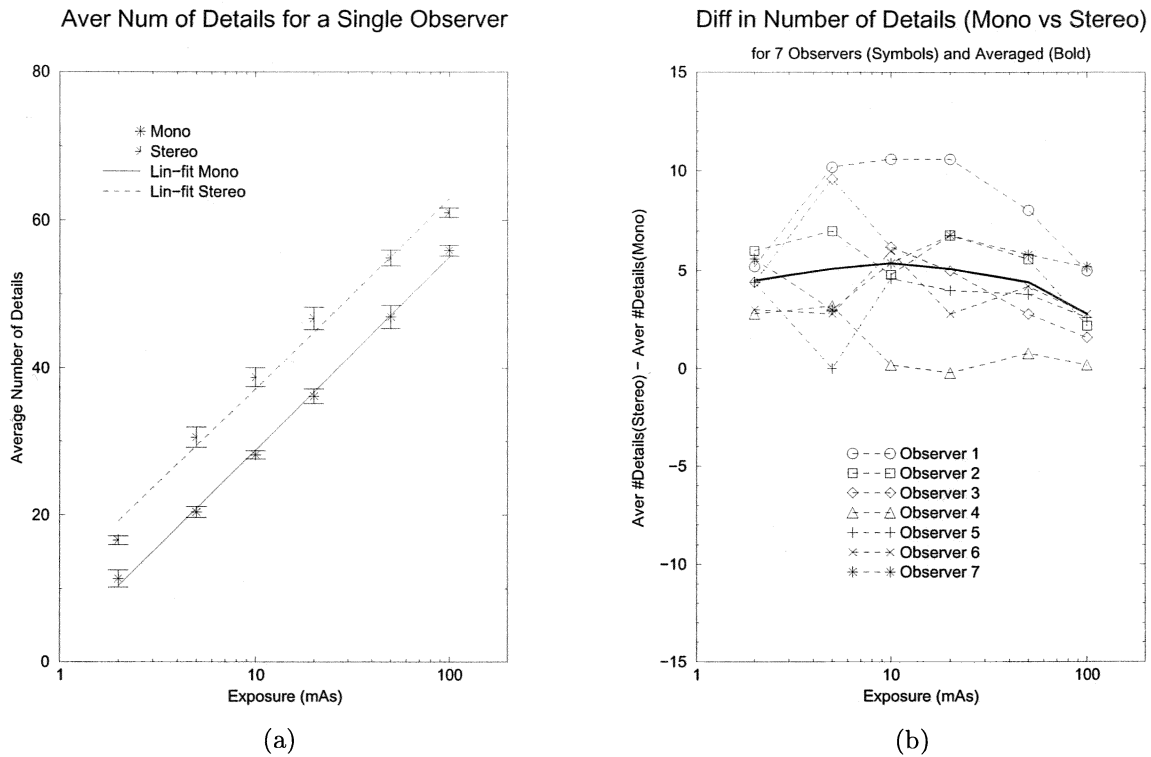 Aver Num of Details for a Single Observer
80
60
40
20
0
Average Number of Details
Mono
Stereo
Lin-fit Mono
Lin-fit Stereo
1
10
100
Exposure (mAs)
(a)
Diff in Number of Details (Mono vs Stereo)
for 7 Observers (Symbols) and Averaged (Bold)
15
10
5
0
-5
-10
-15
Aver #Details(Stereo) - Aver #Details(Mono)
Observer 1
Observer 2
Observer 3
Observer 4
Observer 5
Observer 6
Observer 7
1
10
100
Exposure (mAs)
(b)